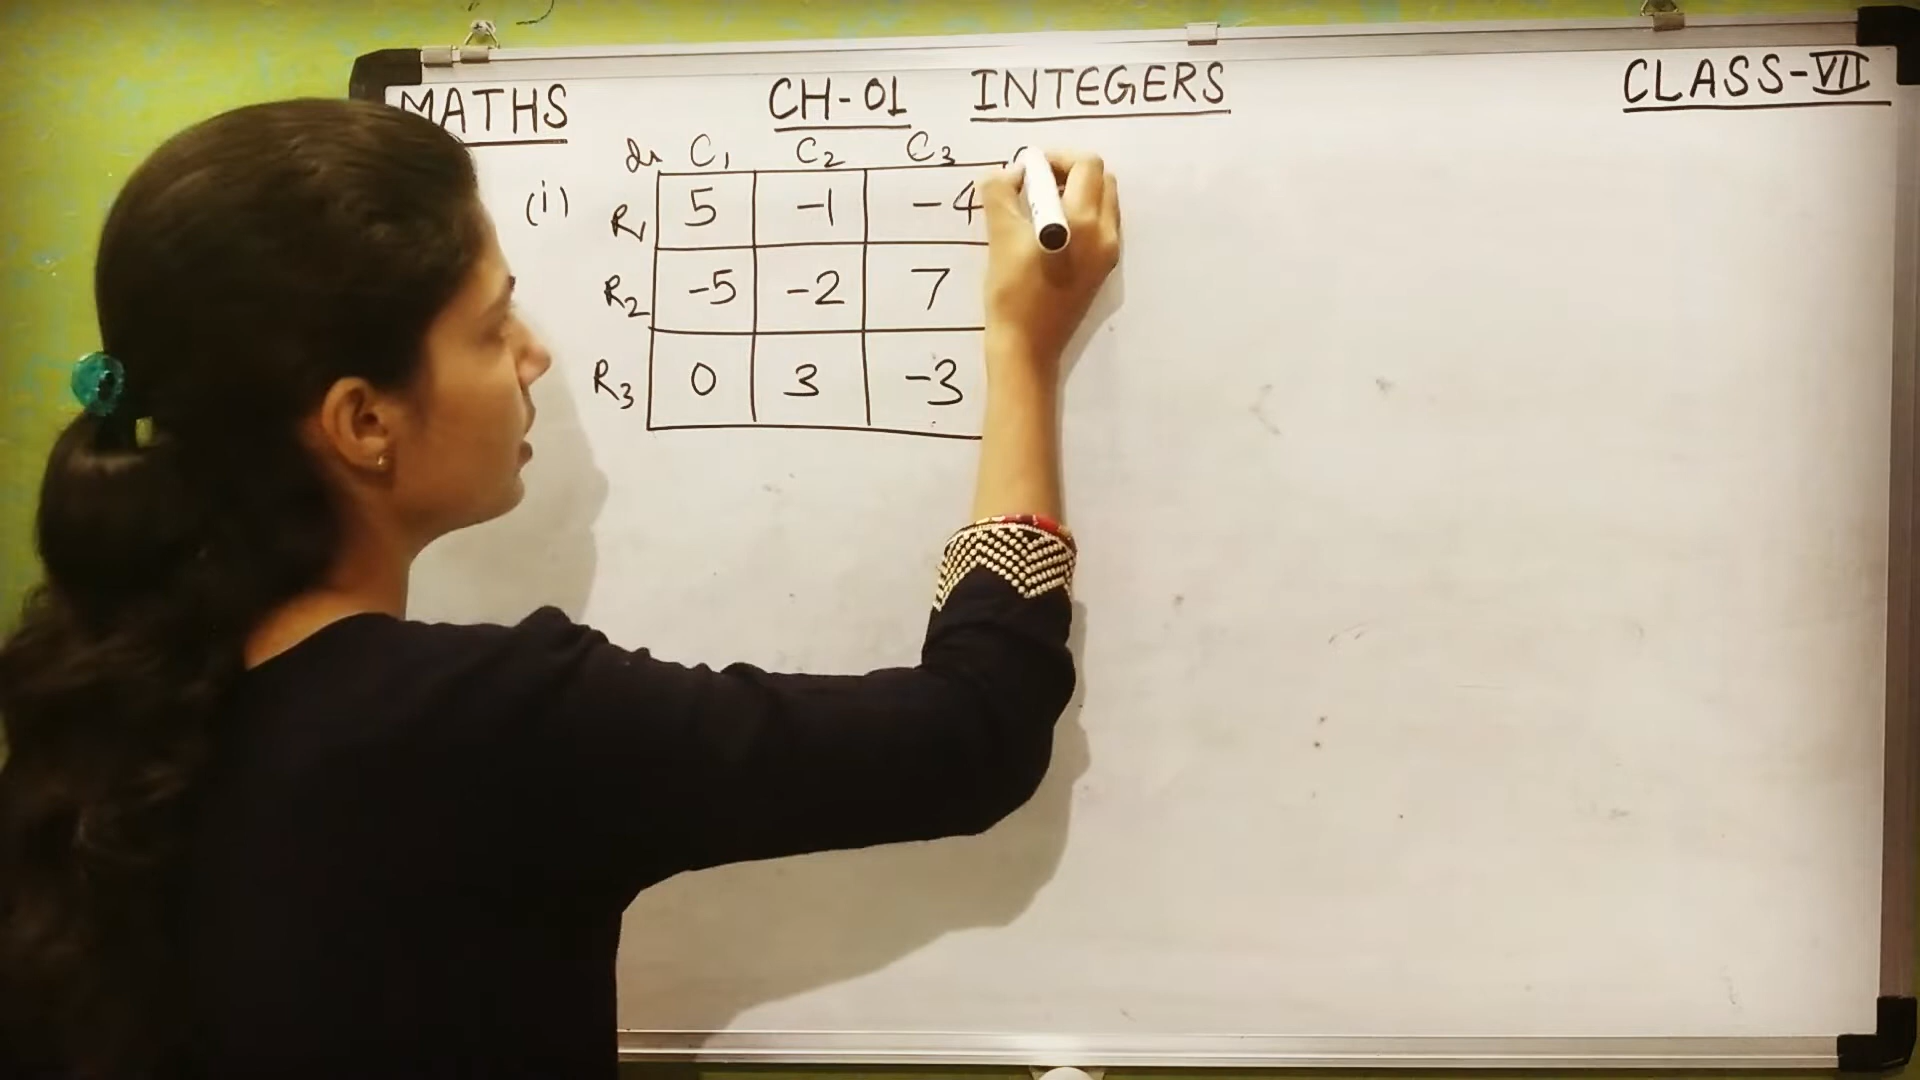 MATHS CH-01 INTEGERS CLASS-VII
d1 C1 C2 C3
(i) R1 5 -1 -4
R2 -5 -2 7
R3 0 3 -3